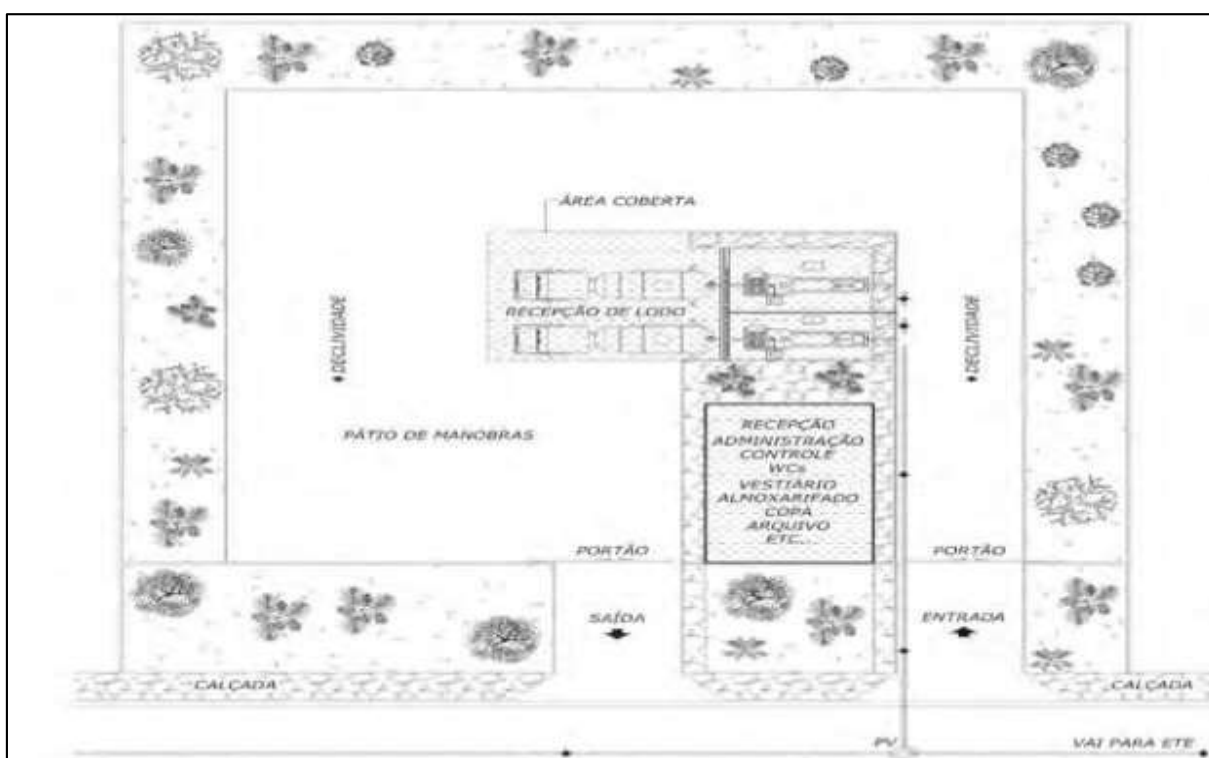 ÁREA COBERTA
RECEPÇÃO DE LODO
DECLIVIDADE
DECLIVIDADE
PÁTIO DE MANOBRAS
RECEPÇÃO
ADMINISTRAÇÃO
CONTROLE
WCs
VESTIÁRIO
ALMOXARIFADO
COPA
ARQUIVO
ETC...
PORTÃO
PORTÃO
SAÍDA
ENTRADA
CALÇADA
CALÇADA
PV
VAI PARA ETE